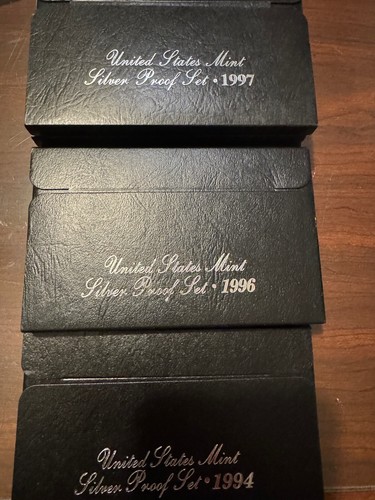 United States Mint
Silver Proof Set • 1997
United States Mint
Silver Proof Set • 1996
United States Mint
Silver Proof Set • 1994